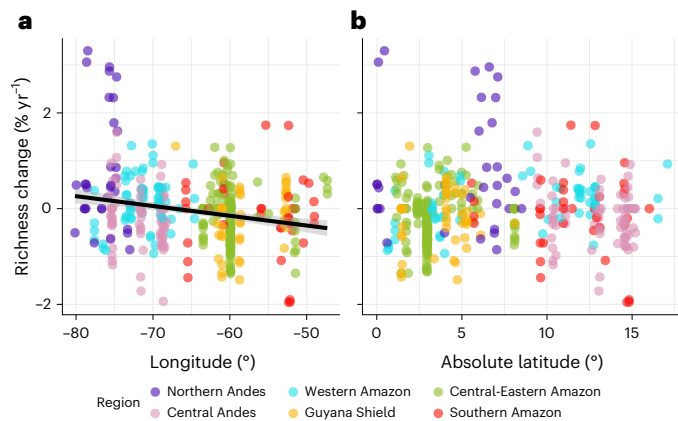 a
b
Richness change (% yr⁻¹)
2
0
−2
−80
−70
−60
−50
0
5
10
15
Longitude (°)
Absolute latitude (°)
Region
Northern Andes
Western Amazon
Central-Eastern Amazon
Central Andes
Guyana Shield
Southern Amazon